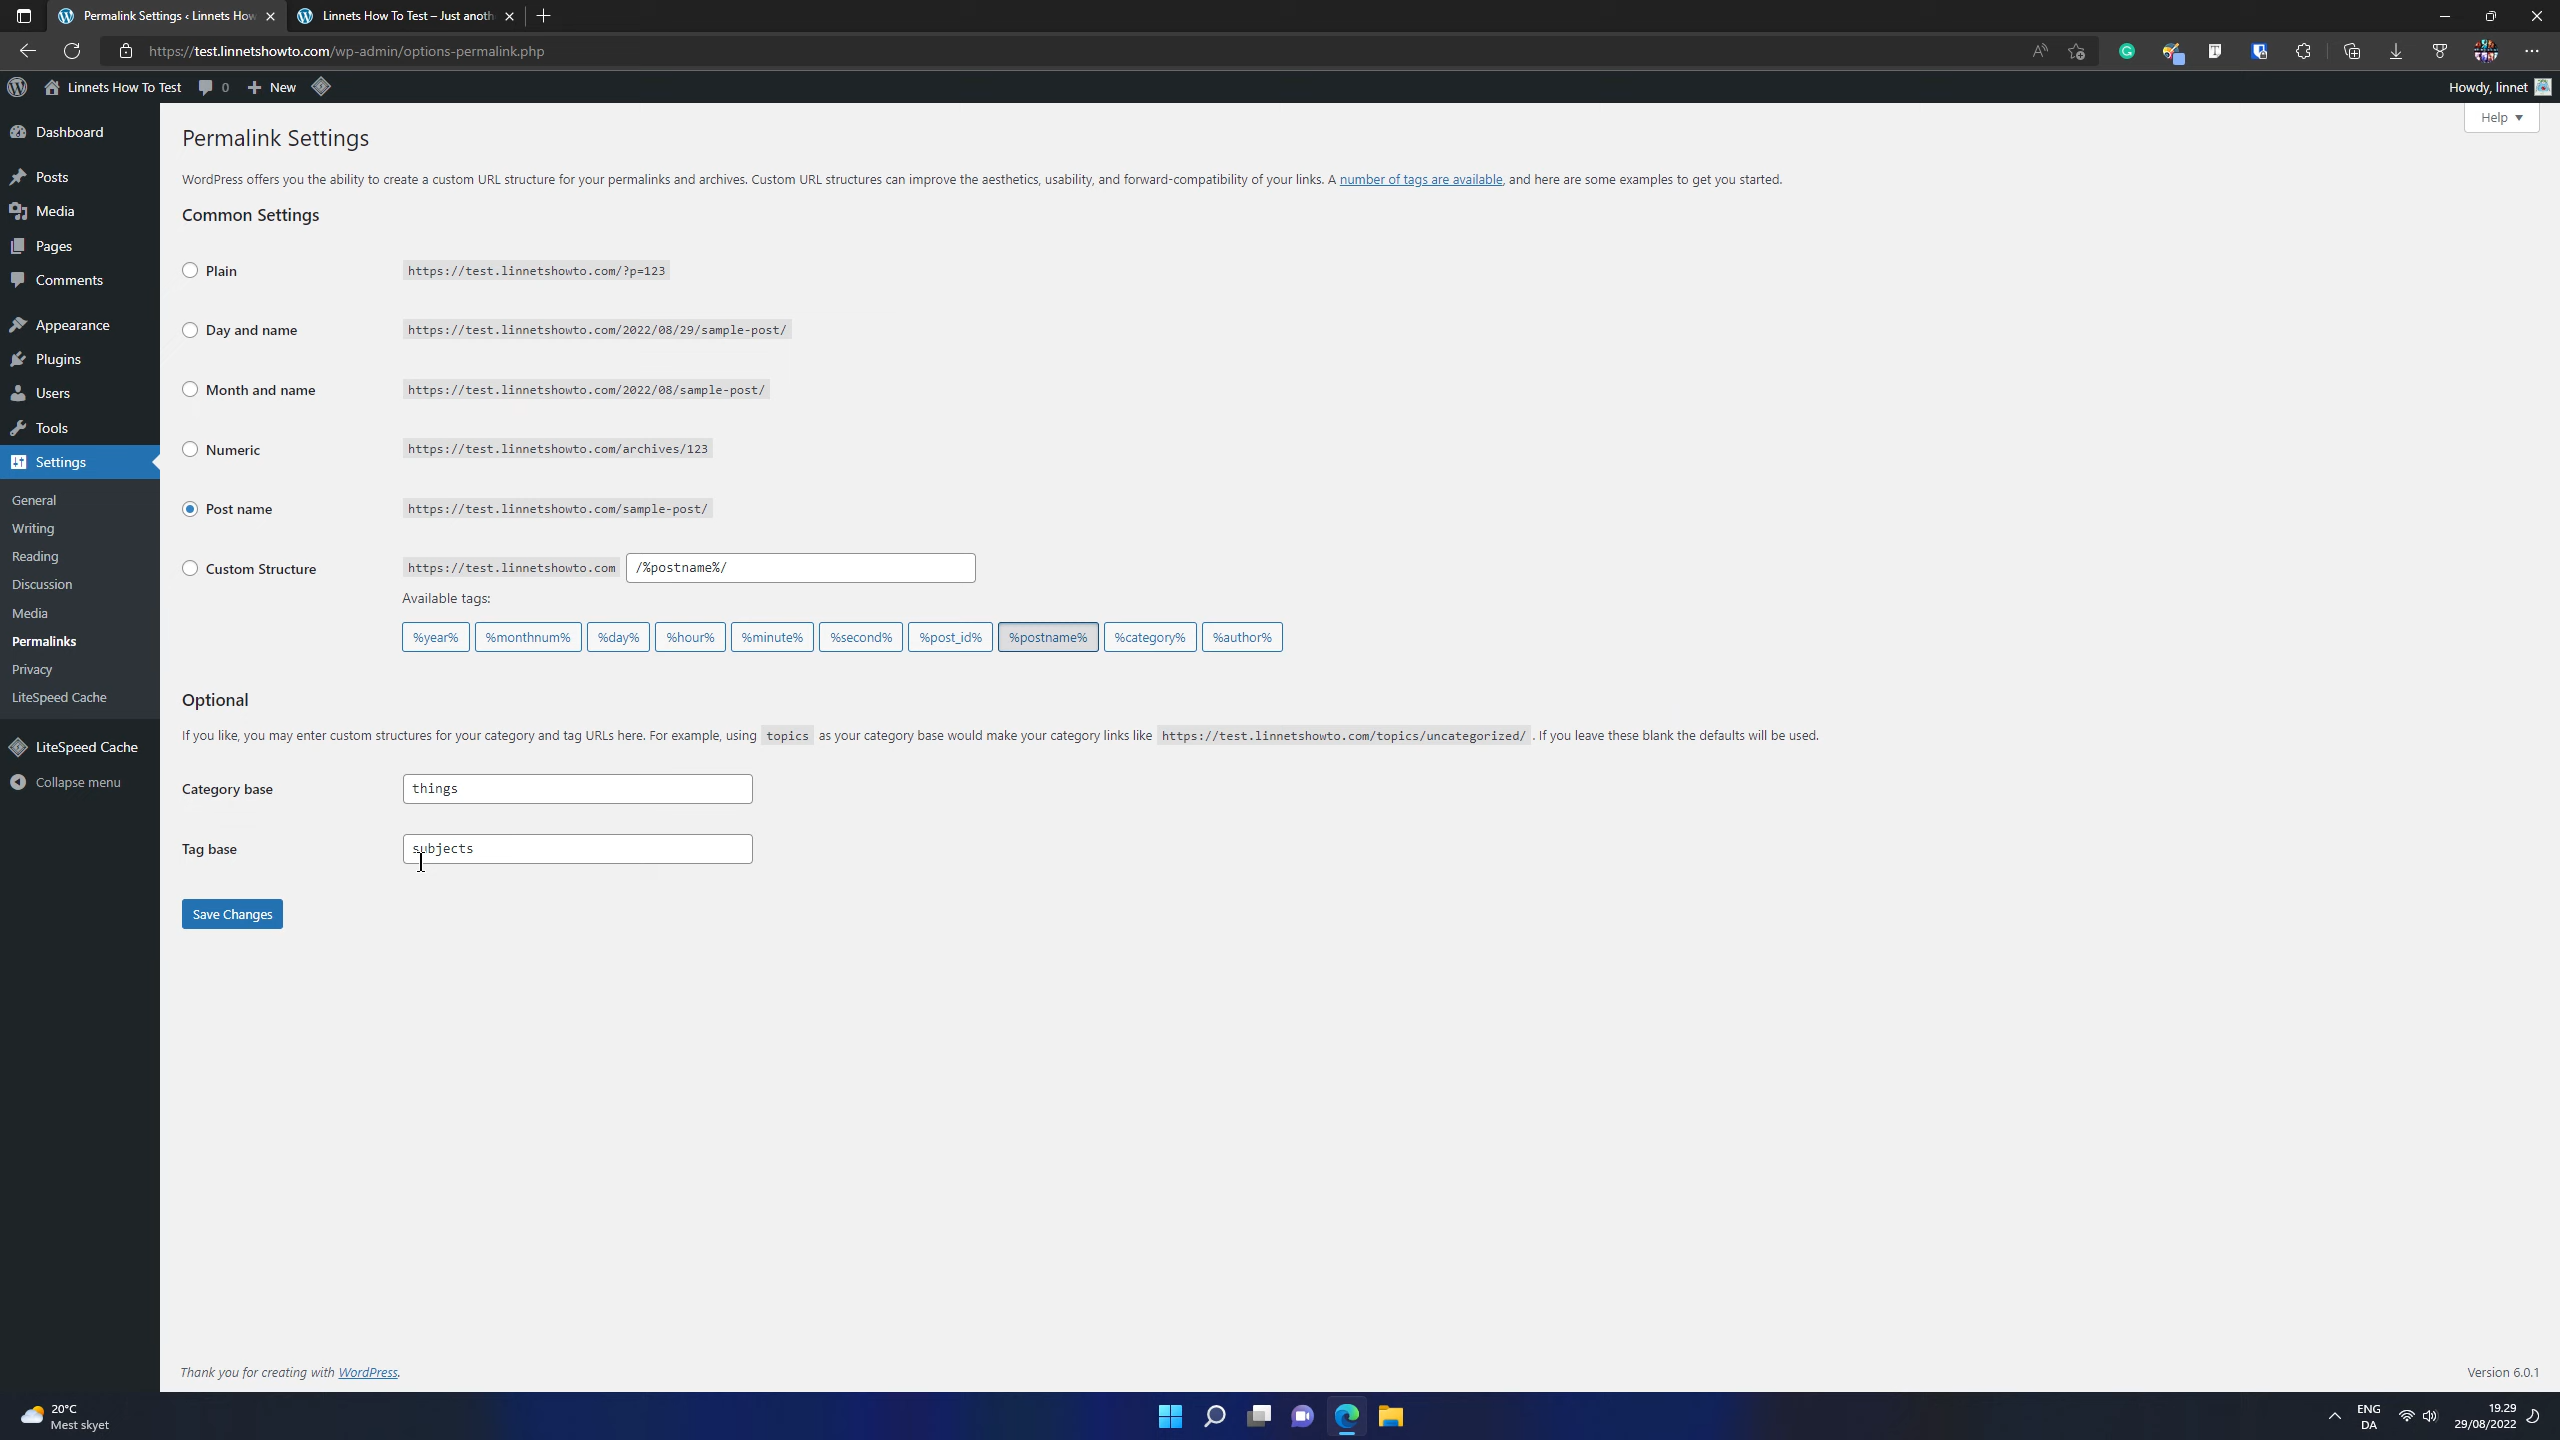 Permalink Settings ‹ Linnets How
Linnets How To Test – Just anoth
https://test.linnetshowto.com/wp-admin/options-permalink.php
Linnets How To Test
0
New
Howdy, linnet
Help
Dashboard
Posts
Media
Pages
Comments
Appearance
Plugins
Users
Tools
Settings
General
Writing
Reading
Discussion
Media
Permalinks
Privacy
LiteSpeed Cache
LiteSpeed Cache
Collapse menu
Permalink Settings
WordPress offers you the ability to create a custom URL structure for your permalinks and archives. Custom URL structures can improve the aesthetics, usability, and forward-compatibility of your links. A number of tags are available, and here are some examples to get you started.
Common Settings
Plain https://test.linnetshowto.com/?p=123
Day and name https://test.linnetshowto.com/2022/08/29/sample-post/
Month and name https://test.linnetshowto.com/2022/08/sample-post/
Numeric https://test.linnetshowto.com/archives/123
Post name https://test.linnetshowto.com/sample-post/
Custom Structure https://test.linnetshowto.com /%postname%/
Available tags:
%year% %monthnum% %day% %hour% %minute% %second% %post_id% %postname% %category% %author%
Optional
If you like, you may enter custom structures for your category and tag URLs here. For example, using topics as your category base would make your category links like https://test.linnetshowto.com/topics/uncategorized/ . If you leave these blank the defaults will be used.
Category base things
Tag base subjects
Save Changes
Thank you for creating with WordPress.
Version 6.0.1
20°C
Mest skyet
ENG
DA
19.29
29/08/2022